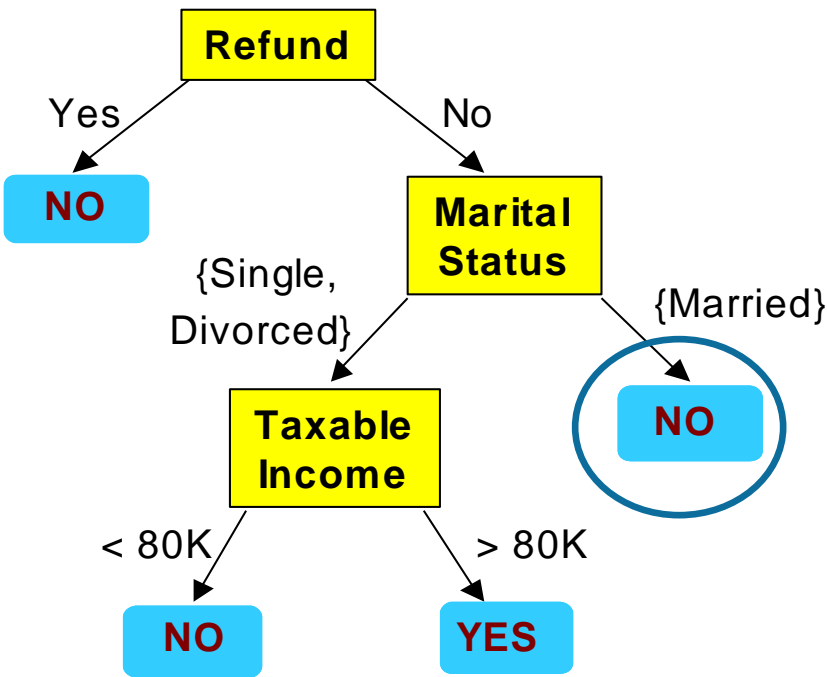 Refund
Yes
No
NO
Marital
Status
{Single,
Divorced}
{Married}
Taxable
Income
NO
< 80K
> 80K
NO
YES